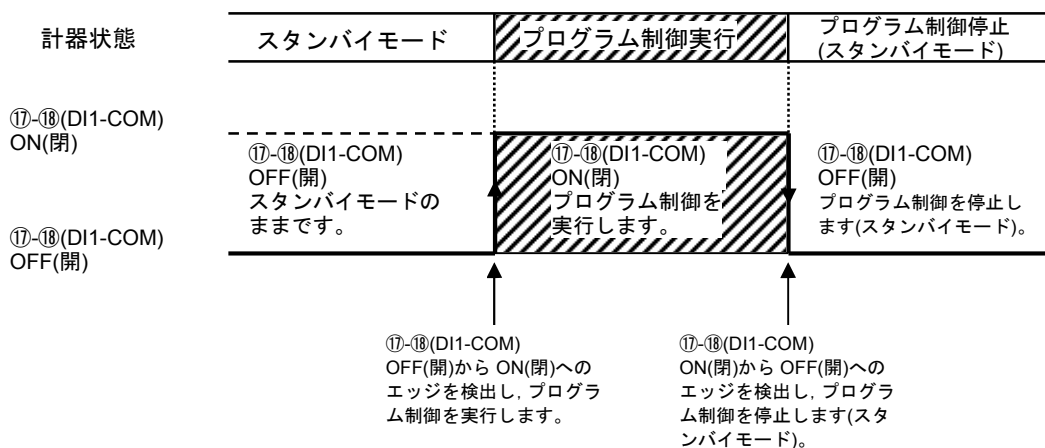 計器状態
スタンバイモード
プログラム制御実行
プログラム制御停止
(スタンバイモード)
⑰-⑱(DI1-COM)
ON(閉)
⑰-⑱(DI1-COM)
OFF(開)
スタンバイモードの
ままです。
⑰-⑱(DI1-COM)
ON(閉)
プログラム制御を
実行します。
⑰-⑱(DI1-COM)
OFF(開)
プログラム制御を停止し
ます(スタンバイモード)。
⑰-⑱(DI1-COM)
OFF(開)
⑰-⑱(DI1-COM)
OFF(開)から ON(閉)への
エッジを検出し, プログラ
ム制御を実行します。
⑰-⑱(DI1-COM)
ON(閉)から OFF(開)への
エッジを検出し, プログラ
ム制御を停止します(スタ
ンバイモード)。